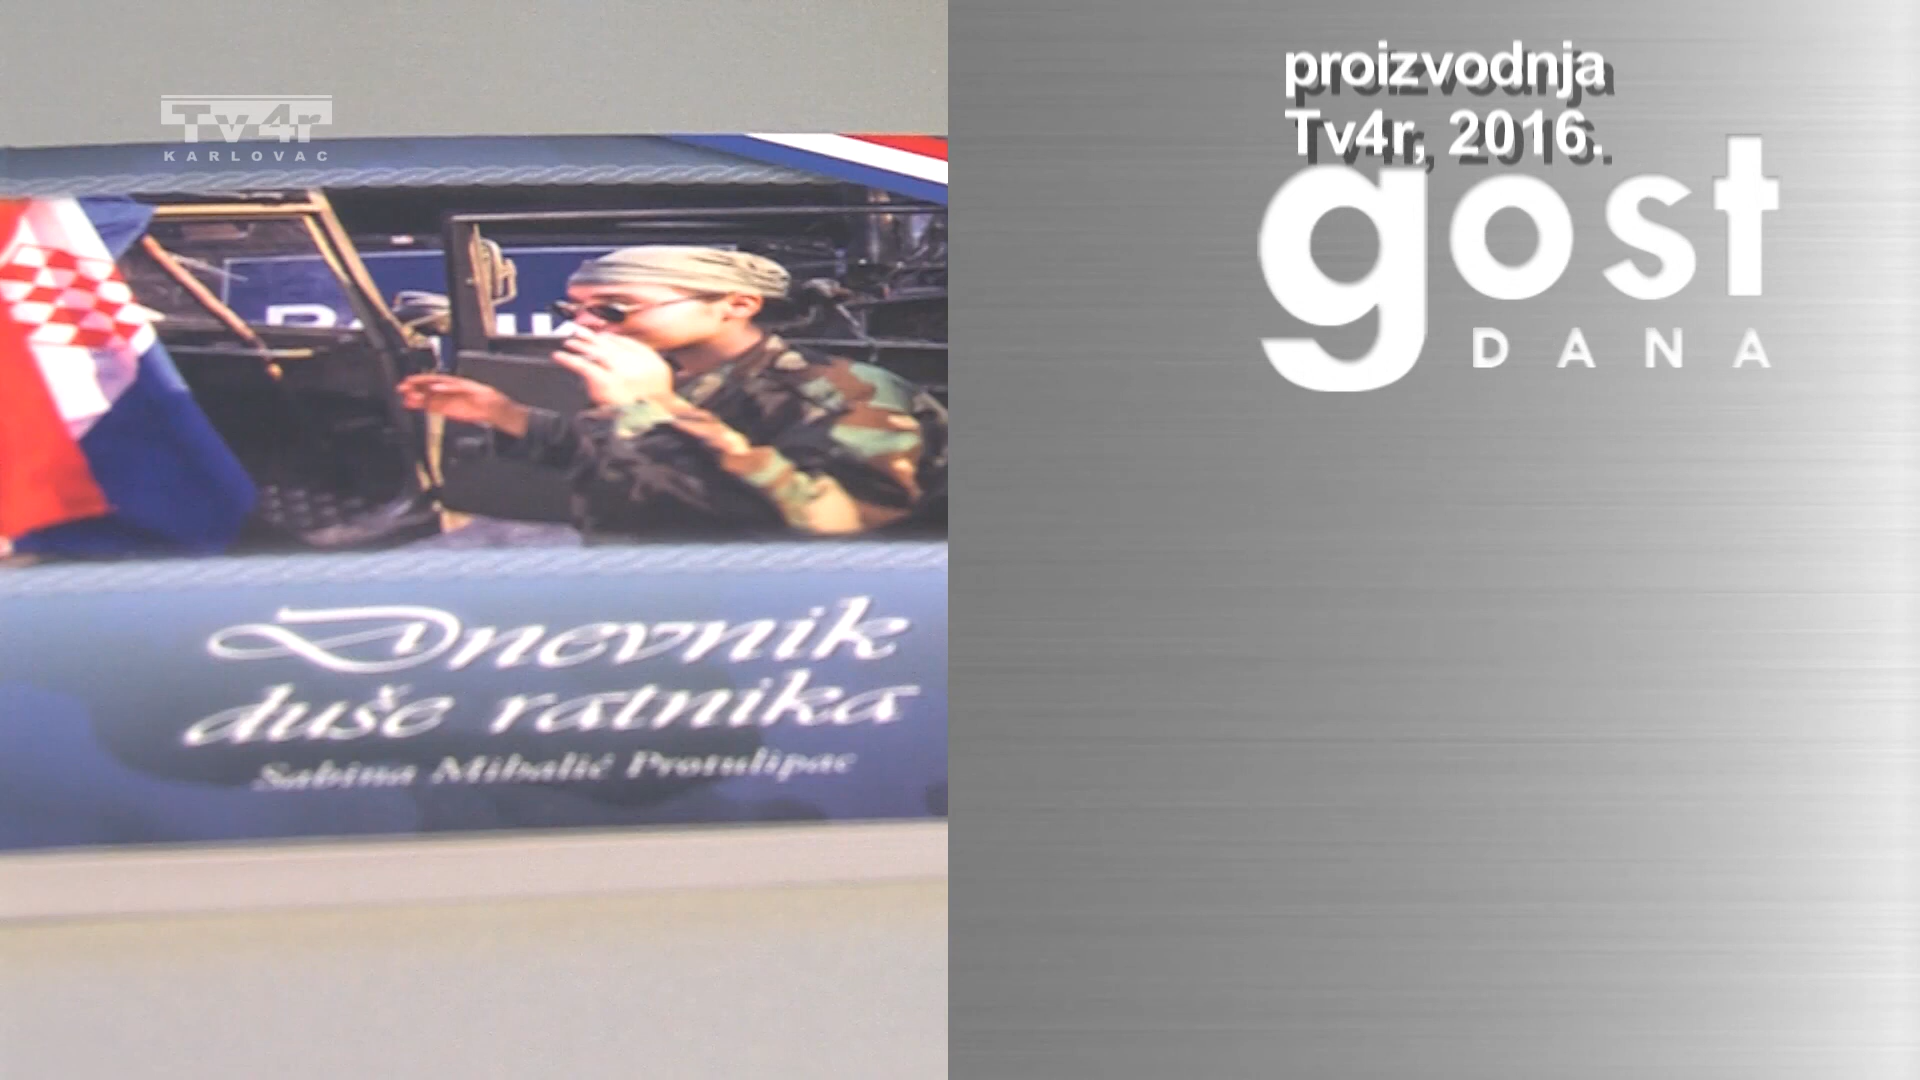 Tv4r
KARLOVAC
Dnevnik
duše ratnika
Sabina Mihalić Protulipac
proizvodnja
Tv4r, 2016.
gost
DANA